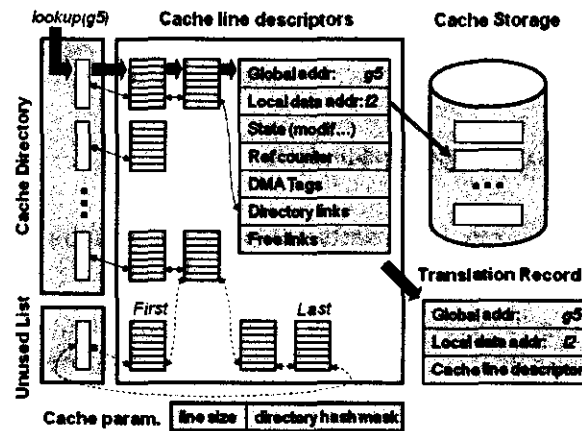 lookup(g5)
Cache line descriptors
Cache Storage
Cache Directory
Global addr: g5
Local data addr: l2
State (modif...)
Ref counter
DMA Tags
Directory links
Free links
Translation Record
Global addr: g5
Local data addr: l2
Cache line descriptor
Unused List
First
Last
Cache param.
line size
directory hash mask